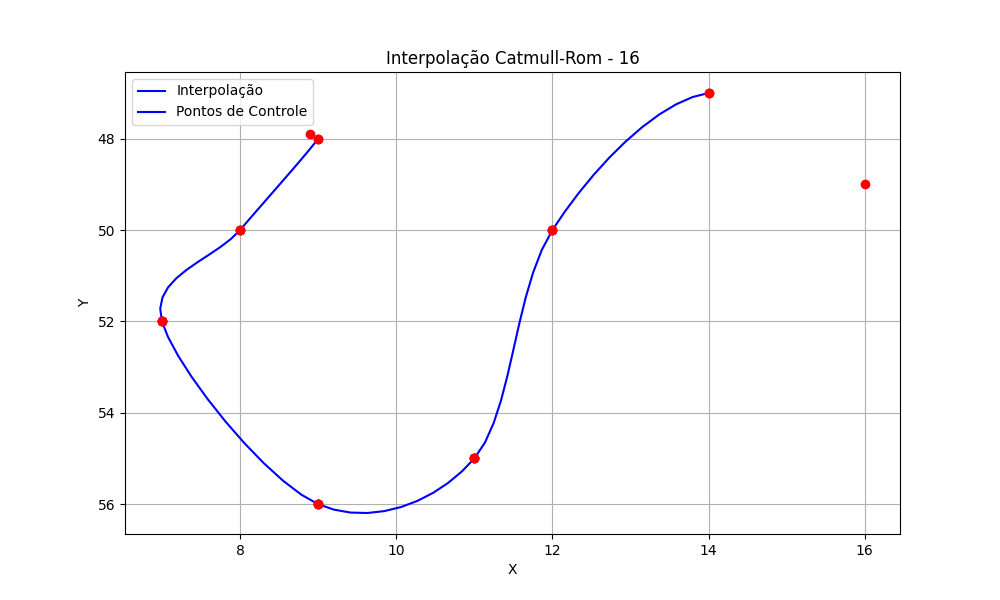 Interpolação Catmull-Rom - 16
Interpolação
Pontos de Controle
48
50
52
54
56
Y
8 10 12 14 16
X